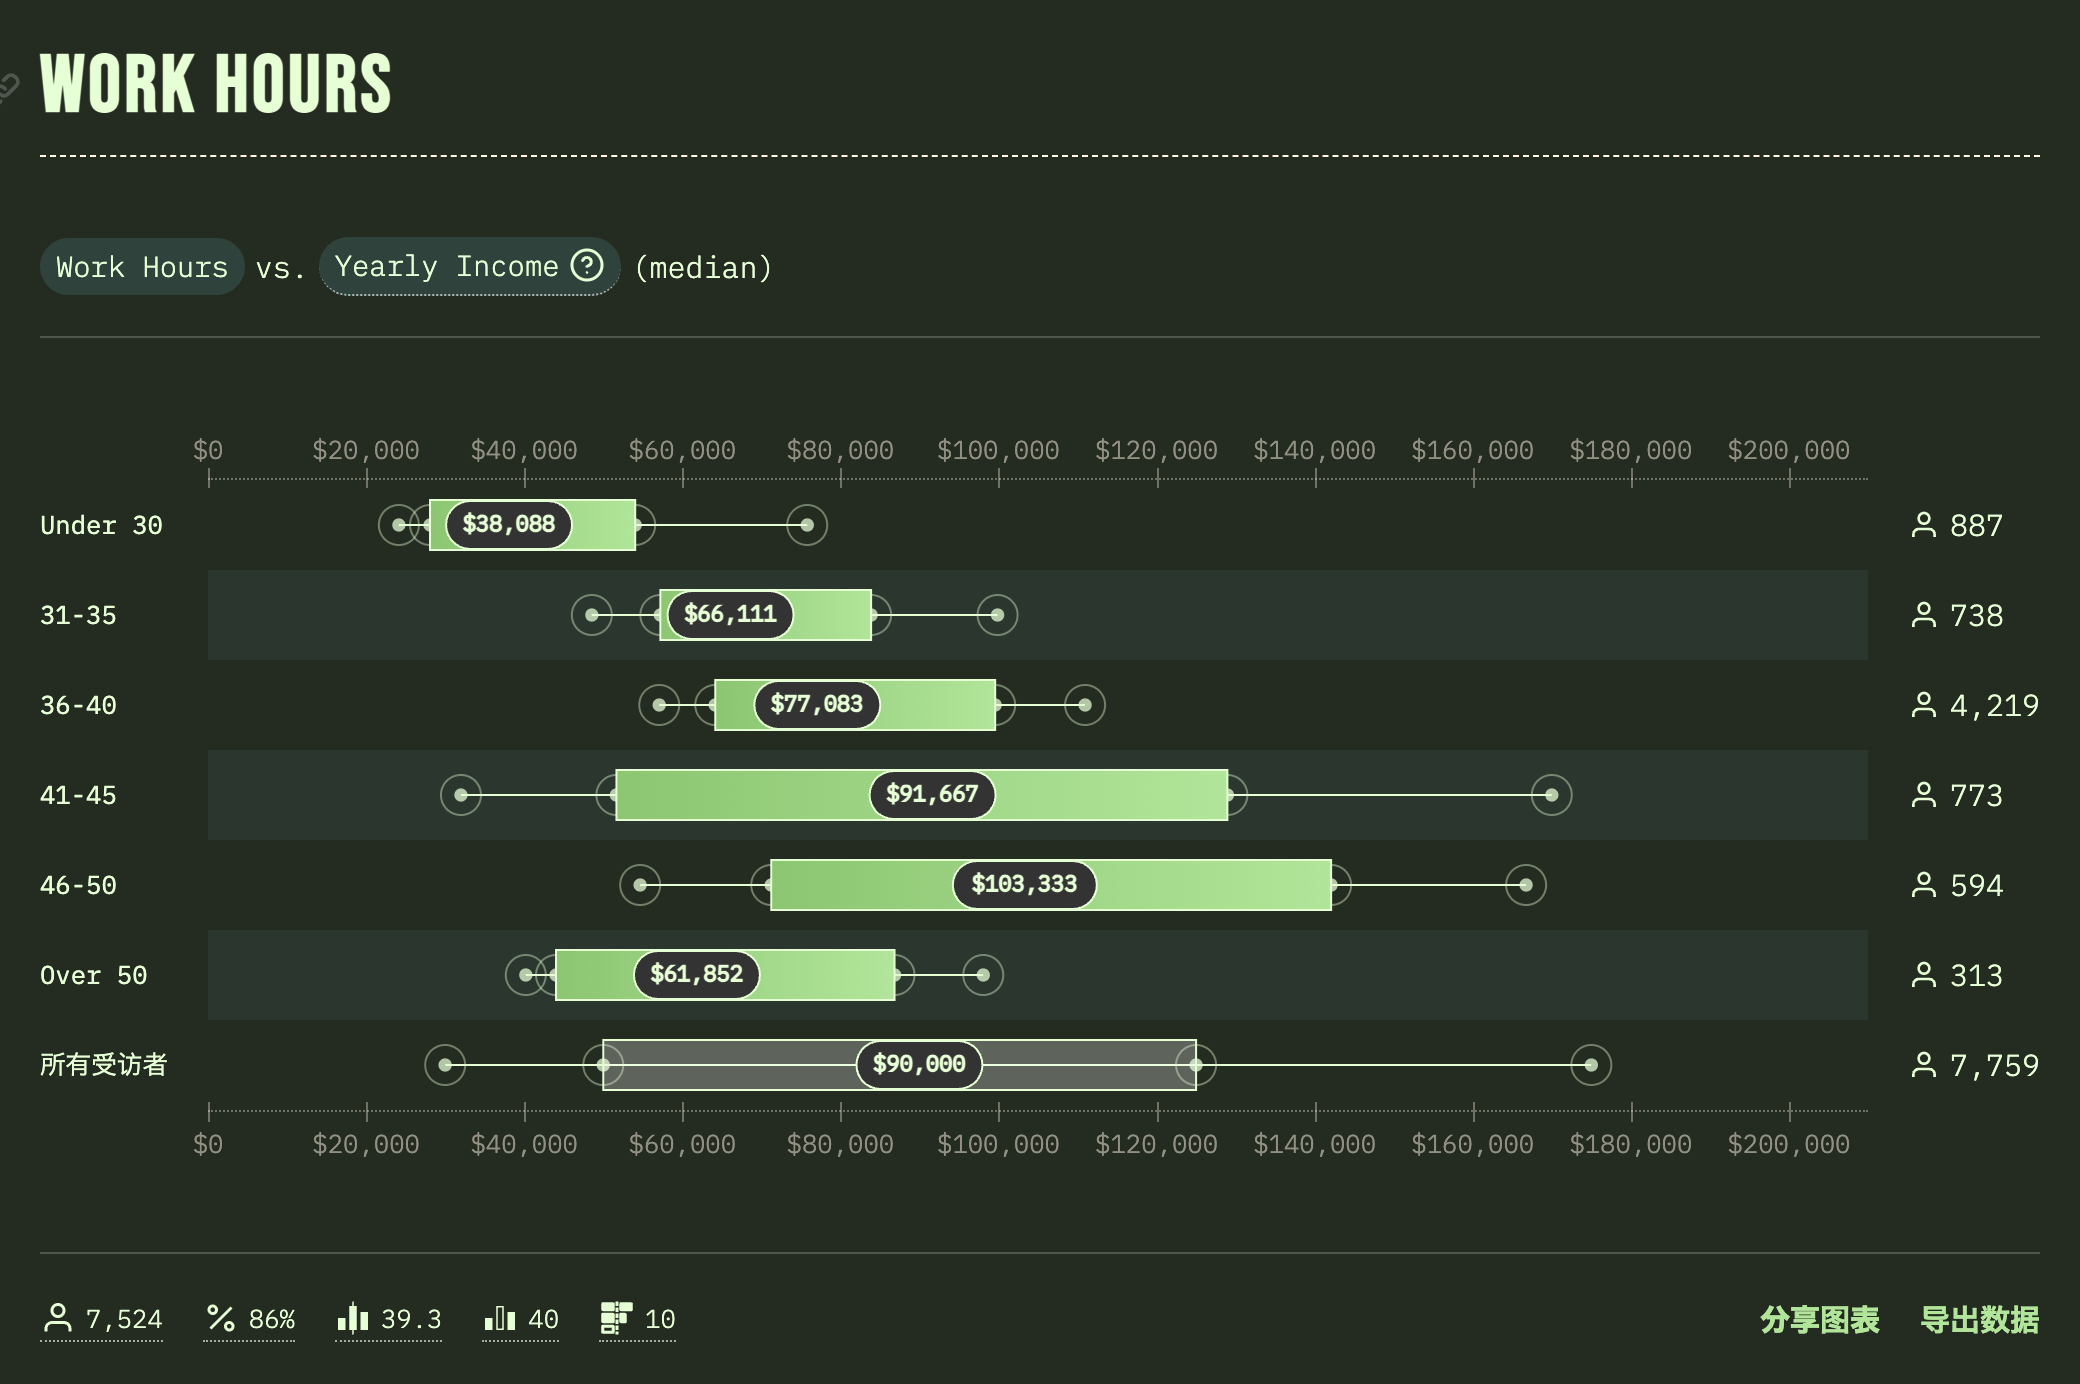 WORK HOURS
Work Hours vs. Yearly Income ? (median)
$0 $20,000 $40,000 $60,000 $80,000 $100,000 $120,000 $140,000 $160,000 $180,000 $200,000
Under 30 $38,088 887
31-35 $66,111 738
36-40 $77,083 4,219
41-45 $91,667 773
46-50 $103,333 594
Over 50 $61,852 313
所有受访者 $90,000 7,759
$0 $20,000 $40,000 $60,000 $80,000 $100,000 $120,000 $140,000 $160,000 $180,000 $200,000
7,524 86% 39.3 40 10 分享图表 导出数据